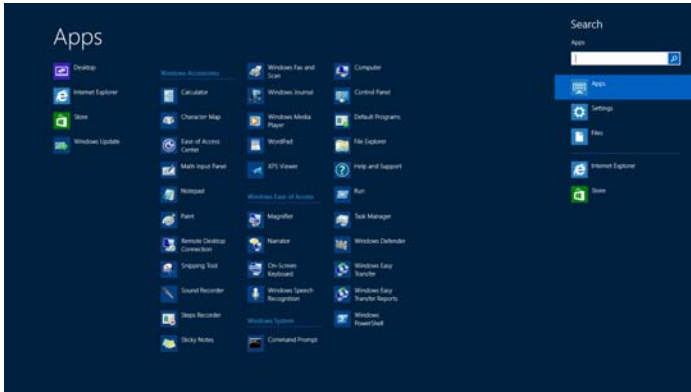 Apps
Desktop
Internet Explorer
Store
Windows Update
Windows Accessories
Calculator
Character Map
Ease of Access
Center
Math Input Panel
Notepad
Paint
Remote Desktop
Connection
Snipping Tool
Sound Recorder
Steps Recorder
Sticky Notes
Windows Fax and
Scan
Windows Journal
Windows Media
Player
WordPad
XPS Viewer
Windows Ease of Access
Magnifier
Narrator
On-Screen
Keyboard
Windows Speech
Recognition
Windows System
Command Prompt
Computer
Control Panel
Default Programs
File Explorer
Help and Support
Run
Task Manager
Windows Defender
Windows Easy
Transfer
Windows Easy
Transfer Reports
Windows
PowerShell
Search
Apps
Apps
Settings
Files
Internet Explorer
Store